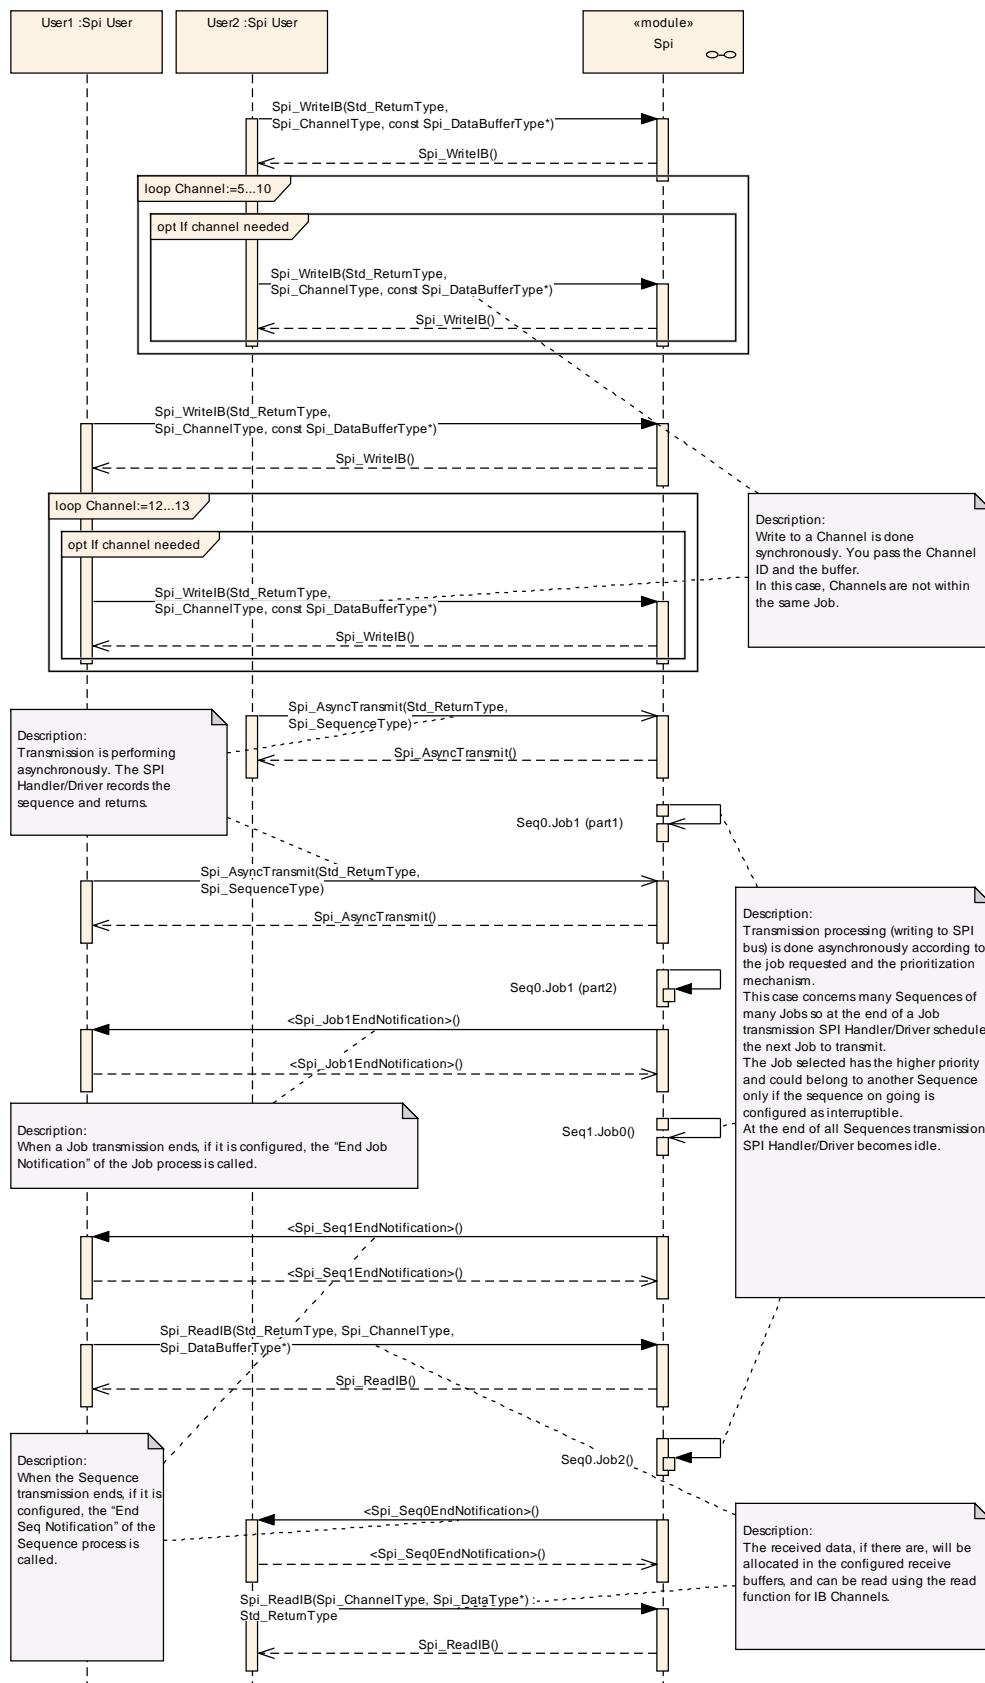 User1 :Spi User
User2 :Spi User
«module»
Spi
Spi_WriteIB(Std_ReturnType,
Spi_ChannelType, const Spi_DataBufferType*)
Spi_WriteIB()
loop Channel:=5...10
opt If channel needed
Spi_WriteIB(Std_ReturnType,
Spi_ChannelType, const Spi_DataBufferType*)
Spi_WriteIB()
Spi_WriteIB(Std_ReturnType,
Spi_ChannelType, const Spi_DataBufferType*)
Spi_WriteIB()
loop Channel:=12...13
opt If channel needed
Spi_WriteIB(Std_ReturnType,
Spi_ChannelType, const Spi_DataBufferType*)
Spi_WriteIB()
Description:
Write to a Channel is done
synchronously. You pass the Channel
ID and the buffer.
In this case, Channels are not within
the same Job.
Spi_AsyncTransmit(Std_ReturnType,
Spi_SequenceType)
Spi_AsyncTransmit()
Description:
Transmission is performing
asynchronously. The SPI
Handler/Driver records the
sequence and returns.
Seq0.Job1 (part1)
Spi_AsyncTransmit(Std_ReturnType,
Spi_SequenceType)
Spi_AsyncTransmit()
Description:
Transmission processing (writing to SPI
bus) is done asynchronously according to
the job requested and the prioritization
mechanism.
This case concerns many Sequences of
many Jobs so at the end of a Job
transmission SPI Handler/Driver schedule
the next Job to transmit.
The Job selected has the higher priority
and could belong to another Sequence
only if the sequence on going is
configured as interruptible.
At the end of all Sequences transmission
SPI Handler/Driver becomes idle.
Seq0.Job1 (part2)
<Spi_Job1EndNotification>()
<Spi_Job1EndNotification>()
Description:
When a Job transmission ends, if it is configured, the “End Job
Notification” of the Job process is called.
Seq1.Job0()
<Spi_Seq1EndNotification>()
<Spi_Seq1EndNotification>()
Spi_ReadIB(Std_ReturnType, Spi_ChannelType,
Spi_DataBufferType*)
Spi_ReadIB()
Description:
When the Sequence
transmission ends, if it is
configured, the “End
Seq Notification” of the
Sequence process is
called.
Seq0.Job2()
<Spi_Seq0EndNotification>()
<Spi_Seq0EndNotification>()
Description:
The received data, if there are, will be
allocated in the configured receive
buffers, and can be read using the read
function for IB Channels.
Spi_ReadIB(Spi_ChannelType, Spi_DataType*) :
Std_ReturnType
Spi_ReadIB()